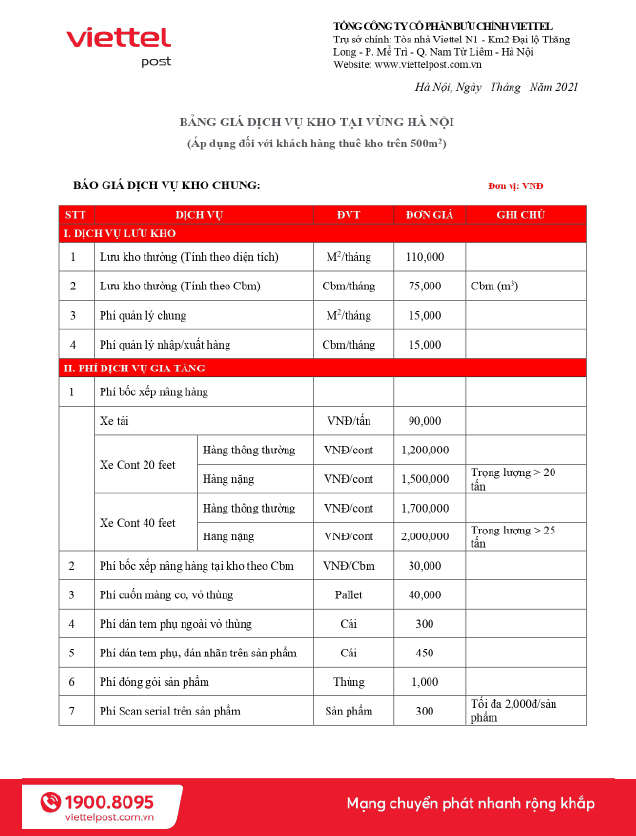 viettel
post
TỔNG CÔNG TY CỔ PHẦN BƯU CHÍNH VIETTEL
Trụ sở chính: Tòa nhà Viettel N1 - Km2 Đại lộ Thăng
Long - P. Mễ Trì - Q. Nam Từ Liêm - Hà Nội
Website: www.viettelpost.com.vn
Hà Nội, Ngày Tháng Năm 2021
BẢNG GIÁ DỊCH VỤ KHO TẠI VÙNG HÀ NỘI
(Áp dụng đối với khách hàng thuê kho trên 500m²)
BÁO GIÁ DỊCH VỤ KHO CHUNG:
Đơn vị: VNĐ
STT DỊCH VỤ ĐVT ĐƠN GIÁ GHI CHÚ
I. DỊCH VỤ LƯU KHO
1 Lưu kho thường (Tính theo diện tích) M²/tháng 110,000
2 Lưu kho thường (Tính theo Cbm) Cbm/tháng 75,000 Cbm (m³)
3 Phí quản lý chung M²/tháng 15,000
4 Phí quản lý nhập/xuất hàng Cbm/tháng 15,000
II. PHÍ DỊCH VỤ GIA TĂNG
1 Phí bốc xếp nâng hàng
Xe tải VNĐ/tấn 90,000
Xe Cont 20 feet
Hàng thông thường VNĐ/cont 1,200,000
Hàng nặng VNĐ/cont 1,500,000 Trọng lượng > 20
tấn
Xe Cont 40 feet
Hàng thông thường VNĐ/cont 1,700,000
Hàng nặng VNĐ/cont 2,000,000 Trọng lượng > 25
tấn
2 Phí bốc xếp nâng hàng tại kho theo Cbm VNĐ/Cbm 30,000
3 Phí cuốn màng co, vỏ thùng Pallet 40,000
4 Phí dán tem phụ ngoài vỏ thùng Cái 300
5 Phí dán tem phụ, dán nhãn trên sản phẩm Cái 450
6 Phí đóng gói sản phẩm Thùng 1,000
7 Phí Scan serial trên sản phẩm Sản phẩm 300 Tối đa 2,000đ/sản
phẩm
1900.8095
viettelpost.com.vn
Mạng chuyển phát nhanh rộng khắp